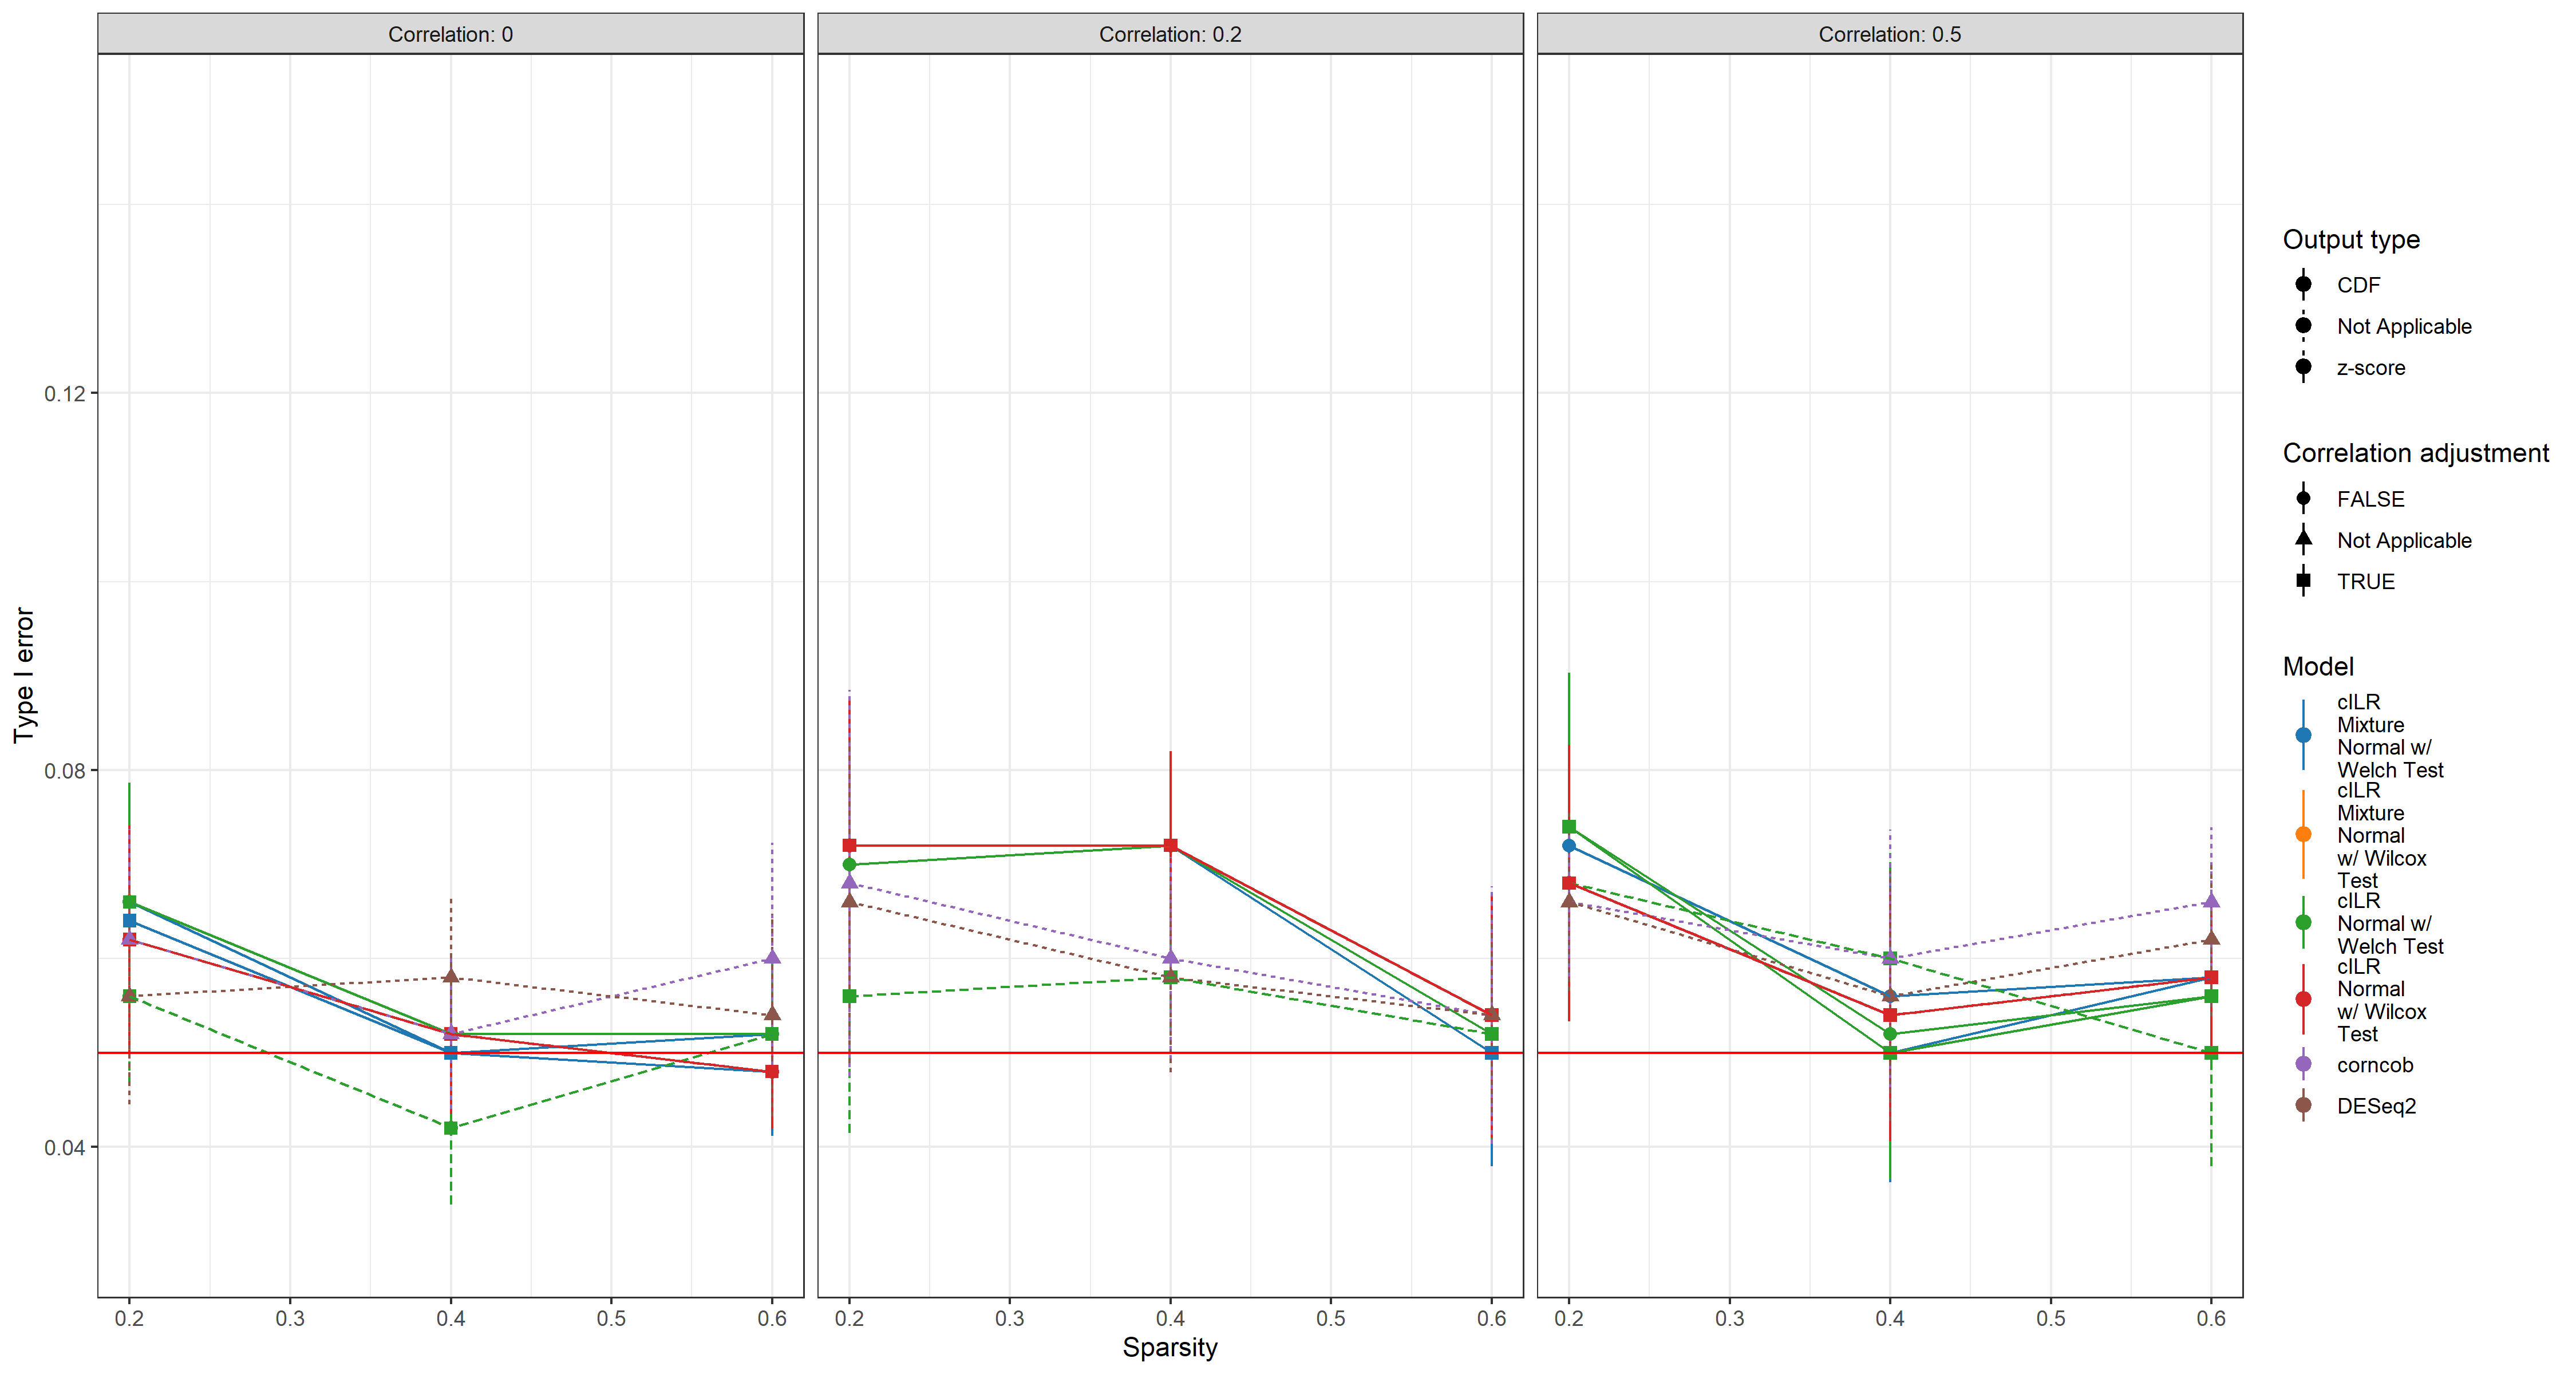 Correlation: 0
Correlation: 0.2
Correlation: 0.5
Type I error
0.12
0.08
0.04
0.2 0.3 0.4 0.5 0.6
0.2 0.3 0.4 0.5 0.6
0.2 0.3 0.4 0.5 0.6
Sparsity
Output type
CDF
Not Applicable
z-score
Correlation adjustment
FALSE
Not Applicable
TRUE
Model
cILR
Mixture
Normal w/
Welch Test
cILR
Mixture
Normal
w/ Wilcox
Test
cILR
Normal w/
Welch Test
cILR
Normal
w/ Wilcox
Test
corncob
DESeq2